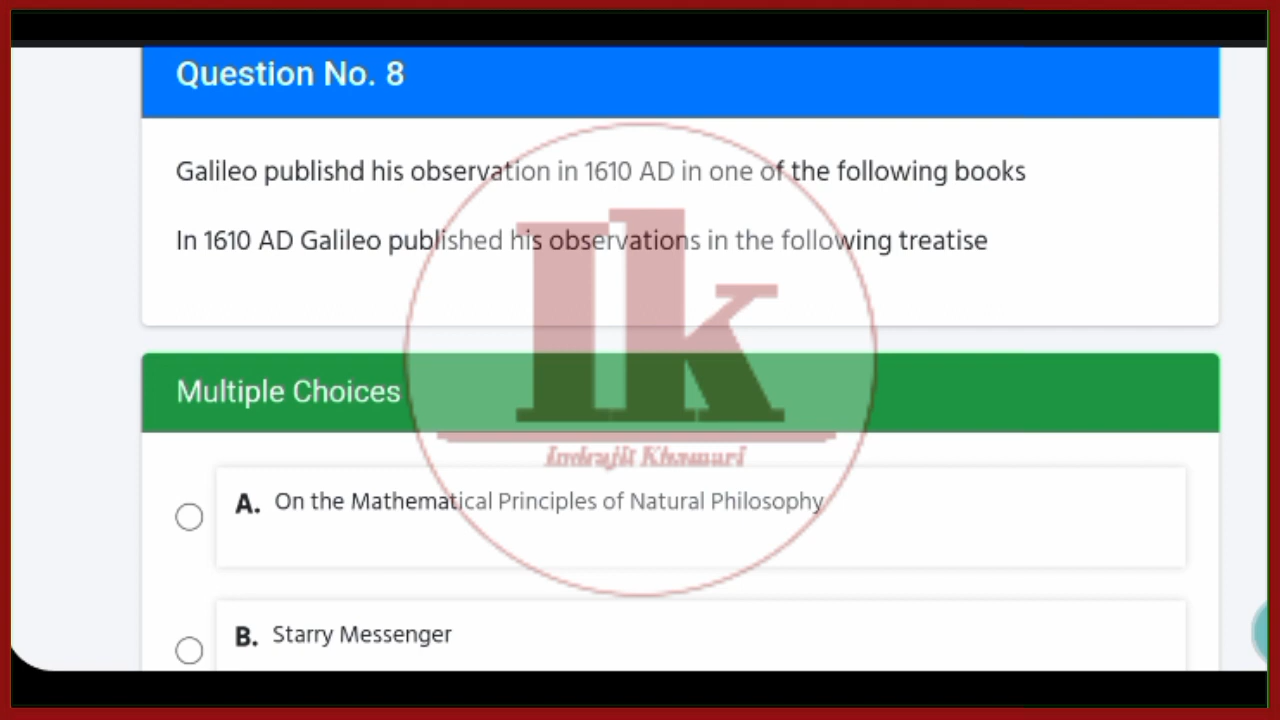 Question No. 8
Galileo publishd his observation in 1610 AD in one of the following books
In 1610 AD Galileo published his observations in the following treatise
Ik
Indrajit Khawuri
Multiple Choices
A. On the Mathematical Principles of Natural Philosophy
B. Starry Messenger